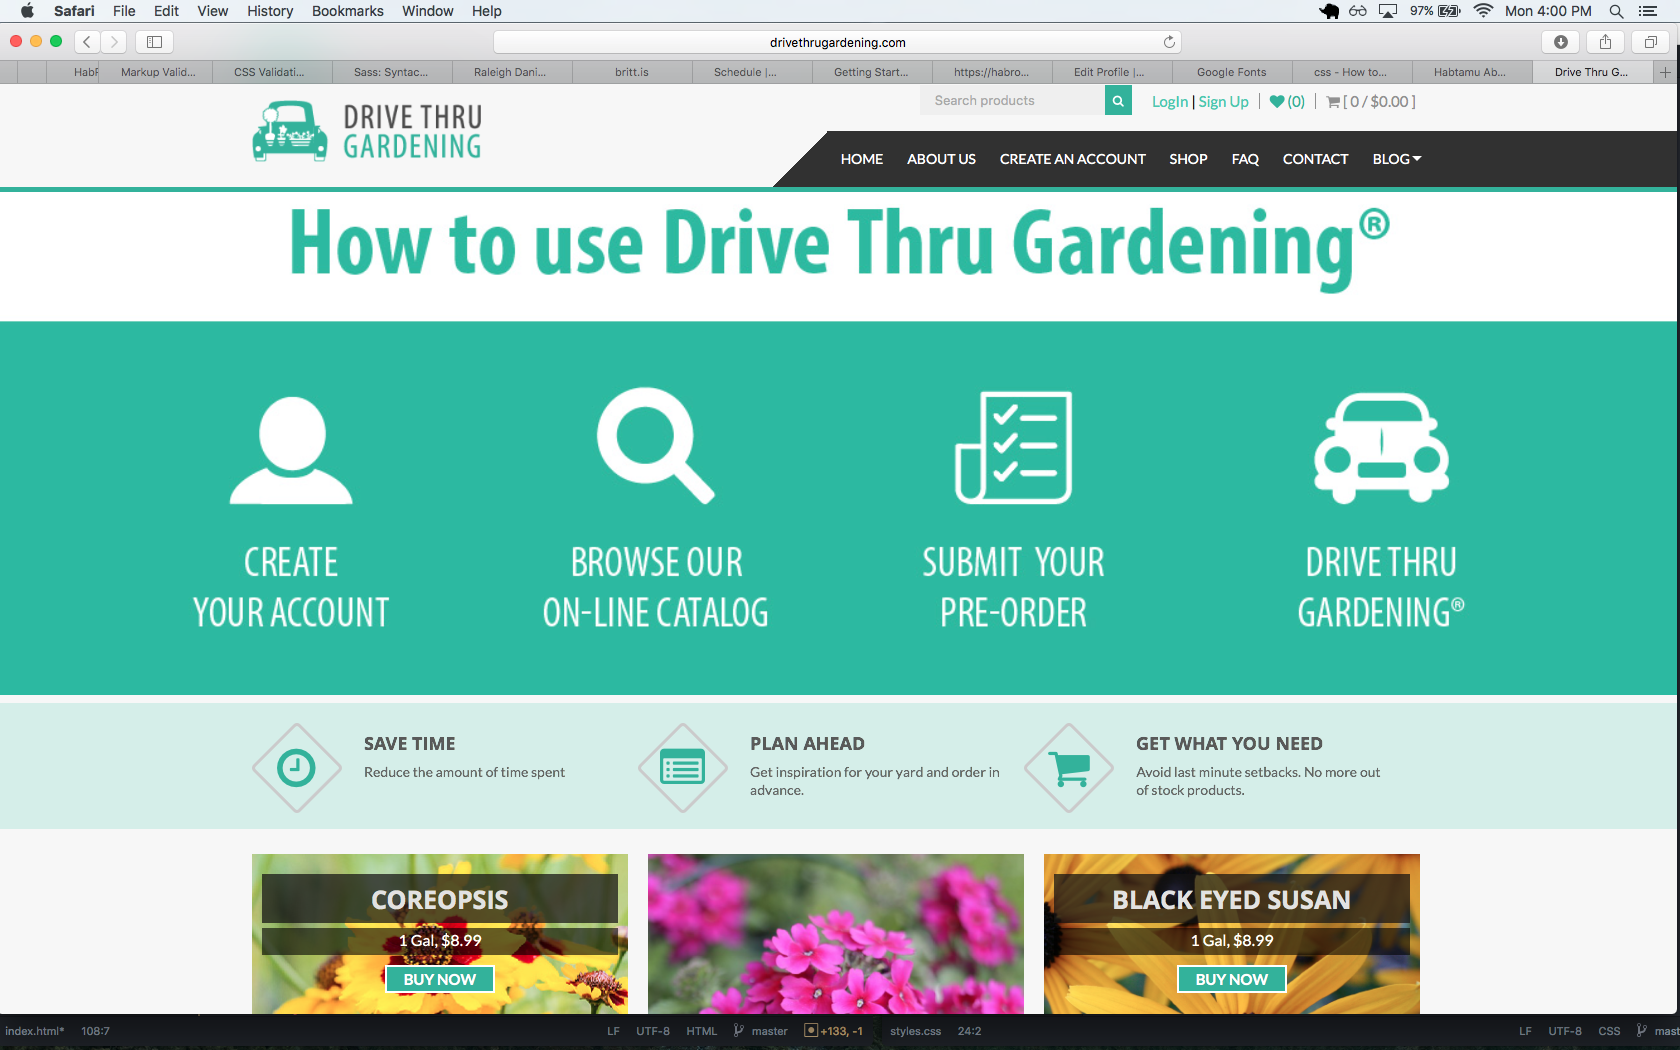 Safari File Edit View History Bookmarks Window Help 97% Mon 4:00 PM
drivethrugardening.com
HabF Markup Valid... CSS Validati... Sass: Syntac... Raleigh Dani... britt.is Schedule |... Getting Start... https://habro... Edit Profile |... Google Fonts css - How to... Habtamu Ab... Drive Thru G...
DRIVE THRU
GARDENING
Search products
LogIn | Sign Up | (0) | [ 0 / $0.00 ]
HOME ABOUT US CREATE AN ACCOUNT SHOP FAQ CONTACT BLOG
How to use Drive Thru Gardening®
CREATE
YOUR ACCOUNT
BROWSE OUR
ON-LINE CATALOG
SUBMIT YOUR
PRE-ORDER
DRIVE THRU
GARDENING®
SAVE TIME
Reduce the amount of time spent
PLAN AHEAD
Get inspiration for your yard and order in
advance.
GET WHAT YOU NEED
Avoid last minute setbacks. No more out
of stock products.
COREOPSIS
1 Gal, $8.99
BUY NOW
BLACK EYED SUSAN
1 Gal, $8.99
BUY NOW
index.html* 108:7 LF UTF-8 HTML master +133, -1 styles.css 24:2 LF UTF-8 CSS mast